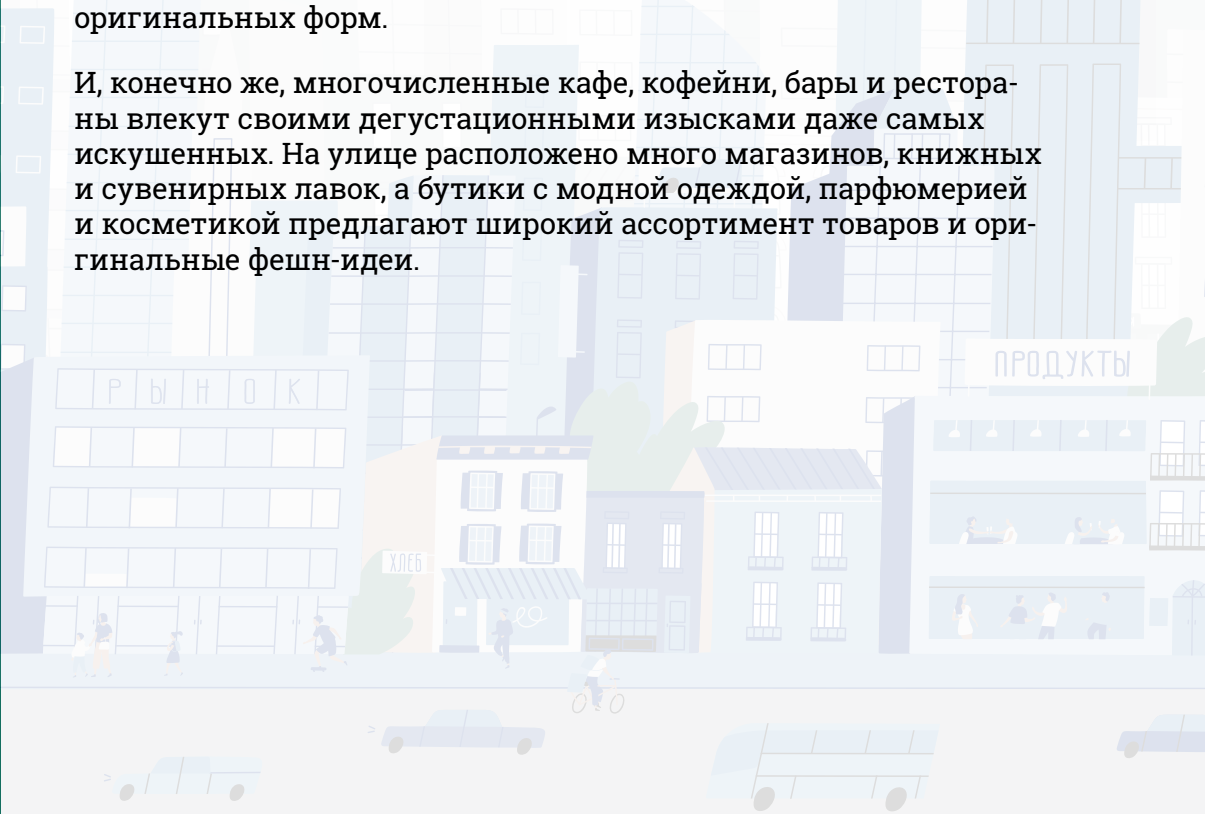 оригинальных форм.
И, конечно же, многочисленные кафе, кофейни, бары и рестора-
ны влекут своими дегустационными изысками даже самых
искушенных. На улице расположено много магазинов, книжных
и сувенирных лавок, а бутики с модной одеждой, парфюмерией
и косметикой предлагают широкий ассортимент товаров и ори-
гинальные фешн-идеи.
ПРОДУКТЫ
РЫНОК
ХЛЕБ